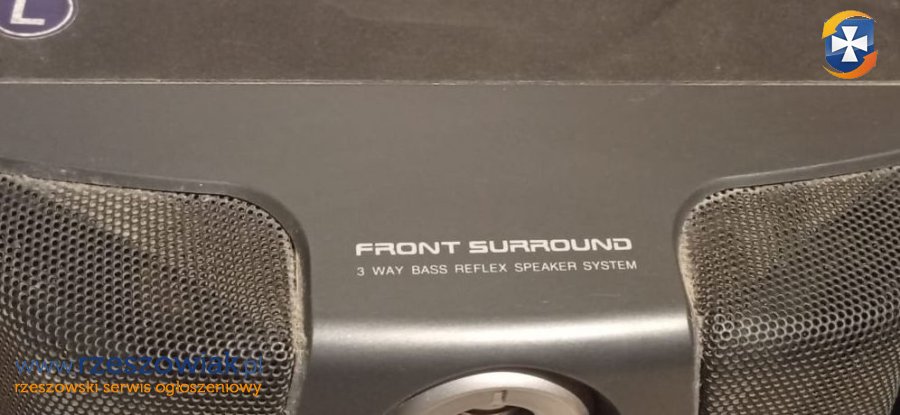 L
FRONT SURROUND
3 WAY BASS REFLEX SPEAKER SYSTEM
www.rzeszowiak.pl
rzeszowski serwis ogłoszeniowy